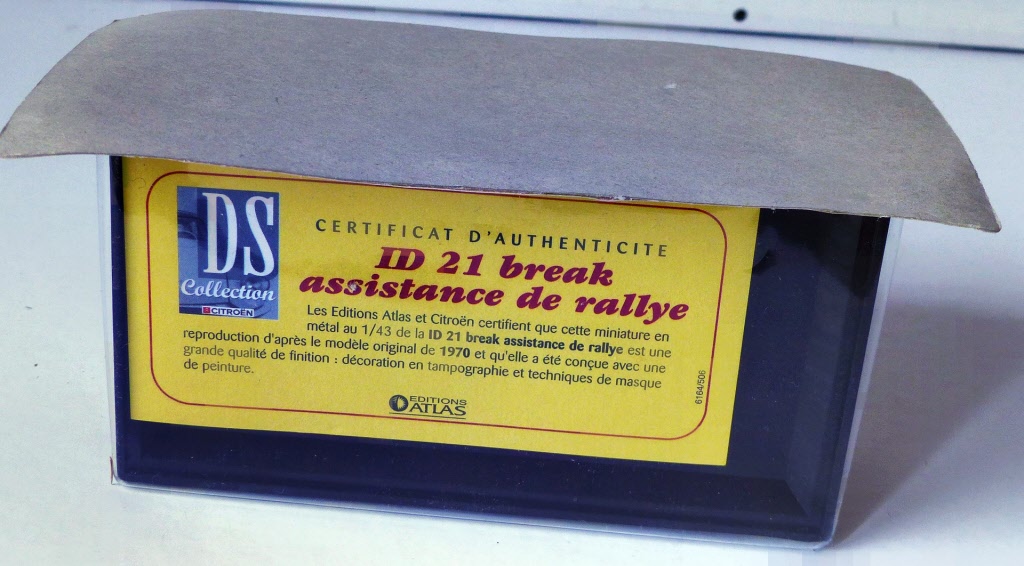 DS
Collection
CITROËN
CERTIFICAT D'AUTHENTICITE
ID 21 break
assistance de rallye
Les Editions Atlas et Citroën certifient que cette miniature en
métal au 1/43 de la ID 21 break assistance de rallye est une
reproduction d'après le modèle original de 1970 et qu'elle a été conçue avec une
grande qualité de finition : décoration en tampographie et techniques de masque
de peinture.
EDITIONS
ATLAS
6164/506